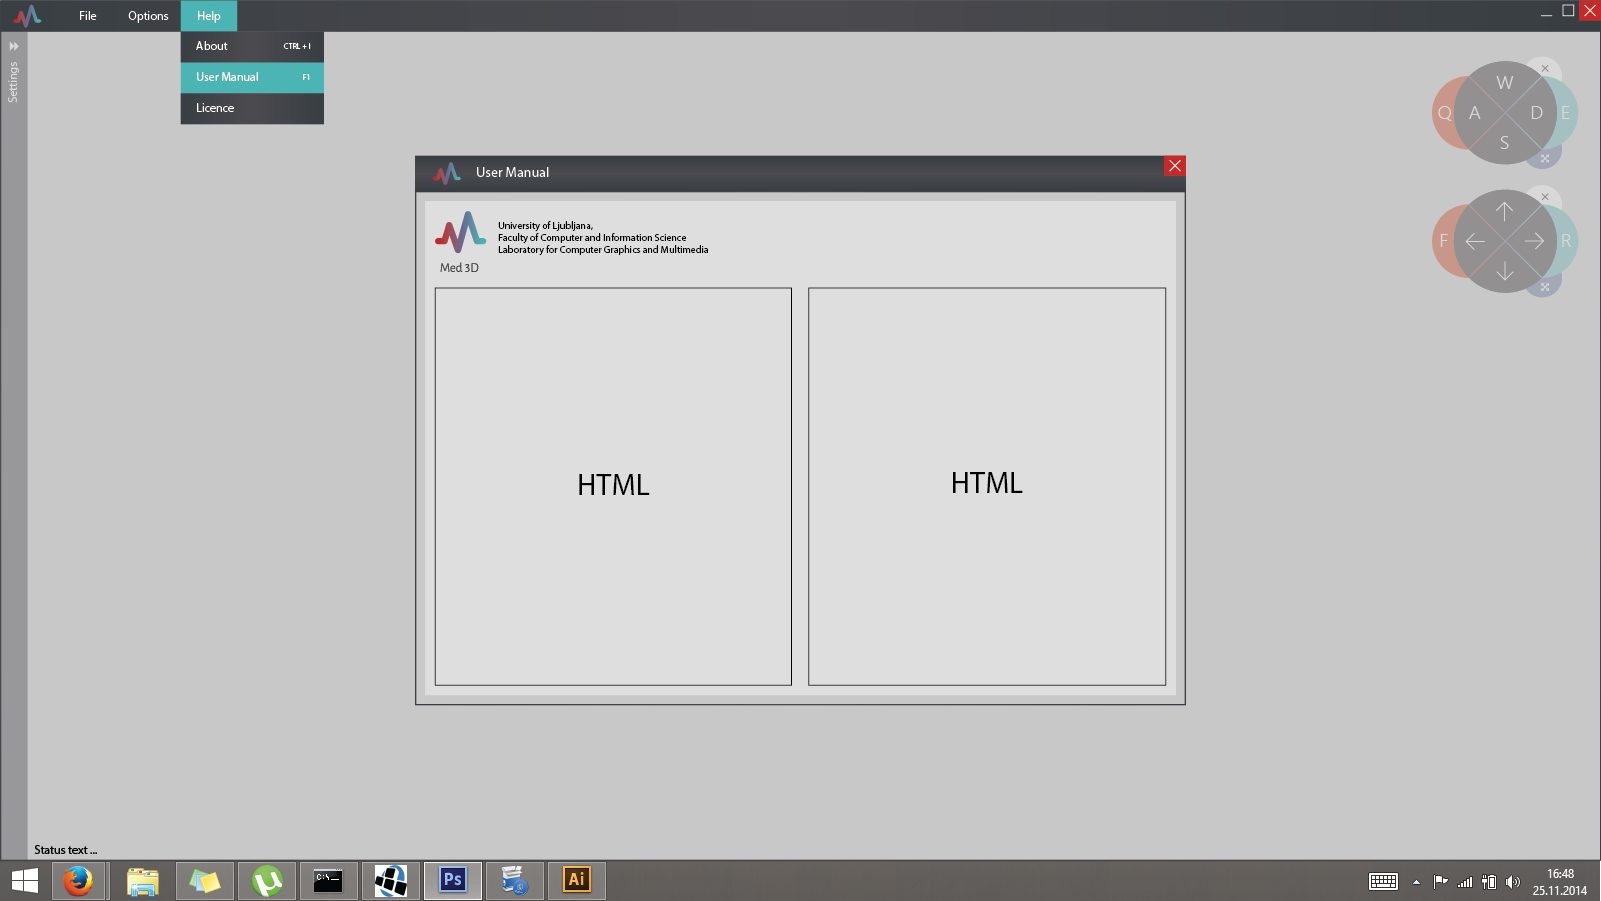 File Options Help
About CTRL + I
User Manual F1
Licence
Settings
W
Q A D E
S
F R
User Manual
University of Ljubljana,
Faculty of Computer and Information Science
Laboratory for Computer Graphics and Multimedia
Med 3D
HTML
HTML
Status text ...
C:\_
Ps
Ai
16:48
25.11.2014